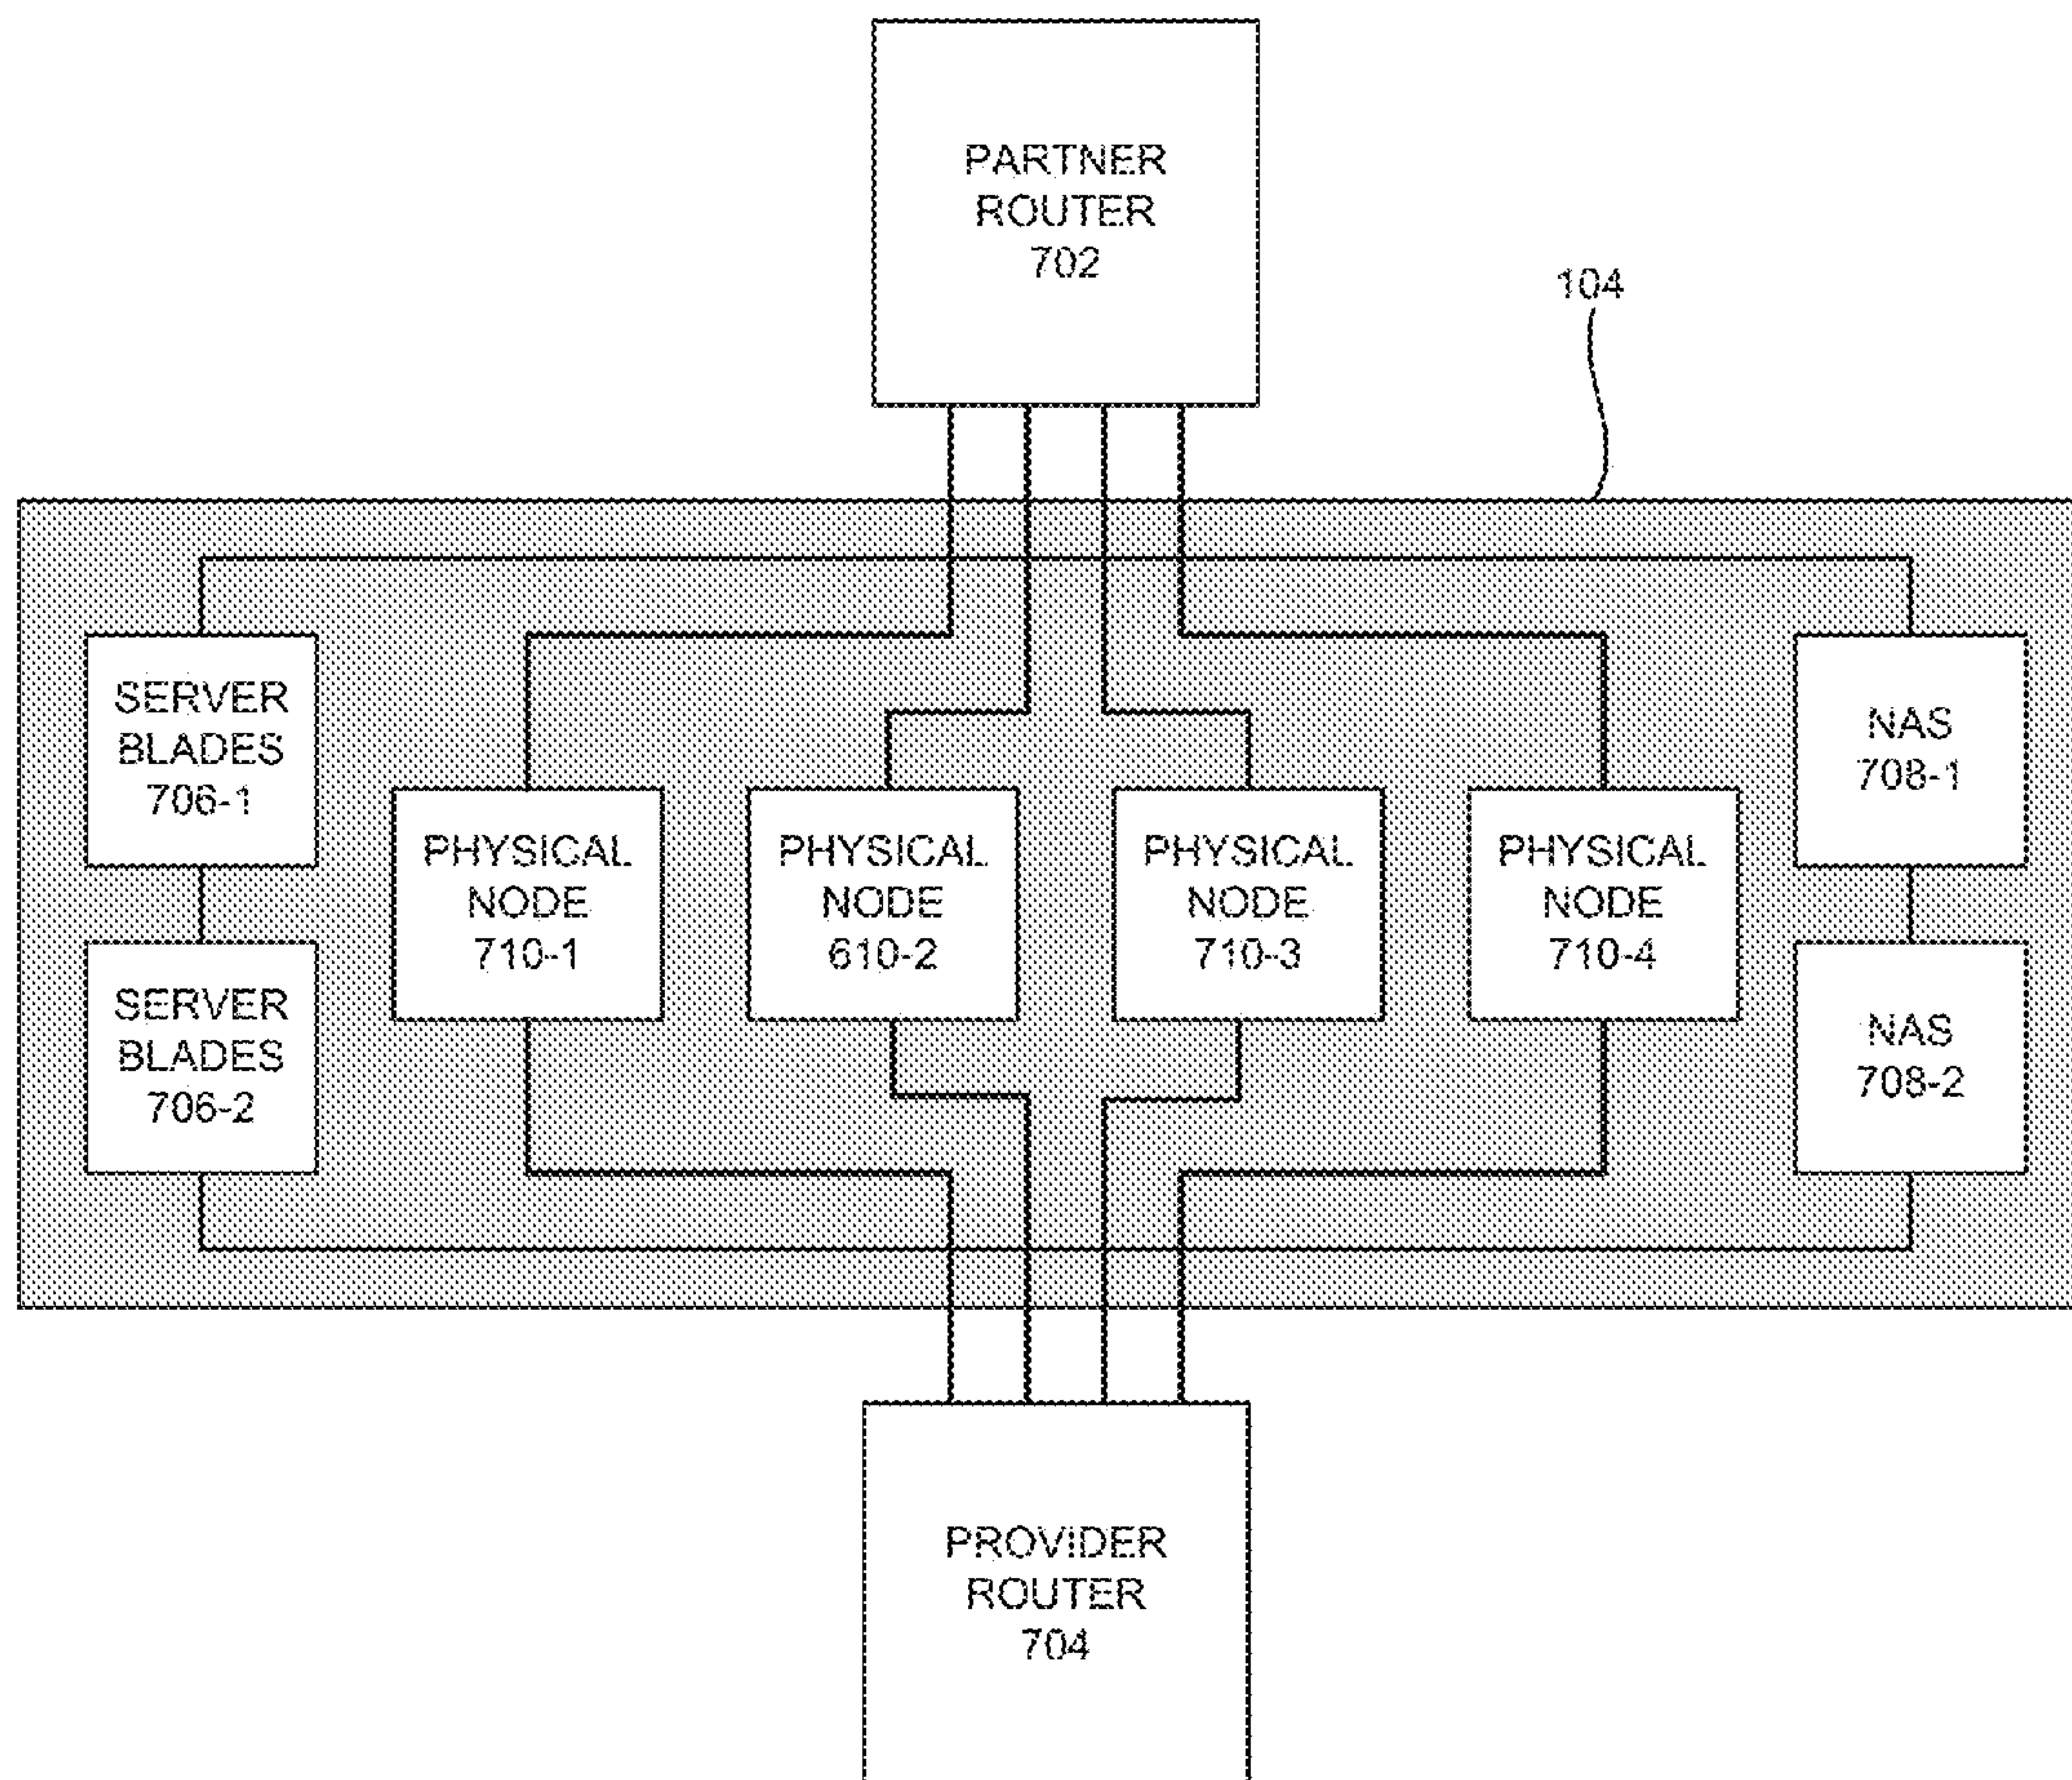 PARTNER
ROUTER
702
104
SERVER
BLADES
706-1
NAS
708-1
PHYSICAL
NODE
710-1
PHYSICAL
NODE
610-2
PHYSICAL
NODE
710-3
PHYSICAL
NODE
710-4
SERVER
BLADES
706-2
NAS
708-2
PROVIDER
ROUTER
704